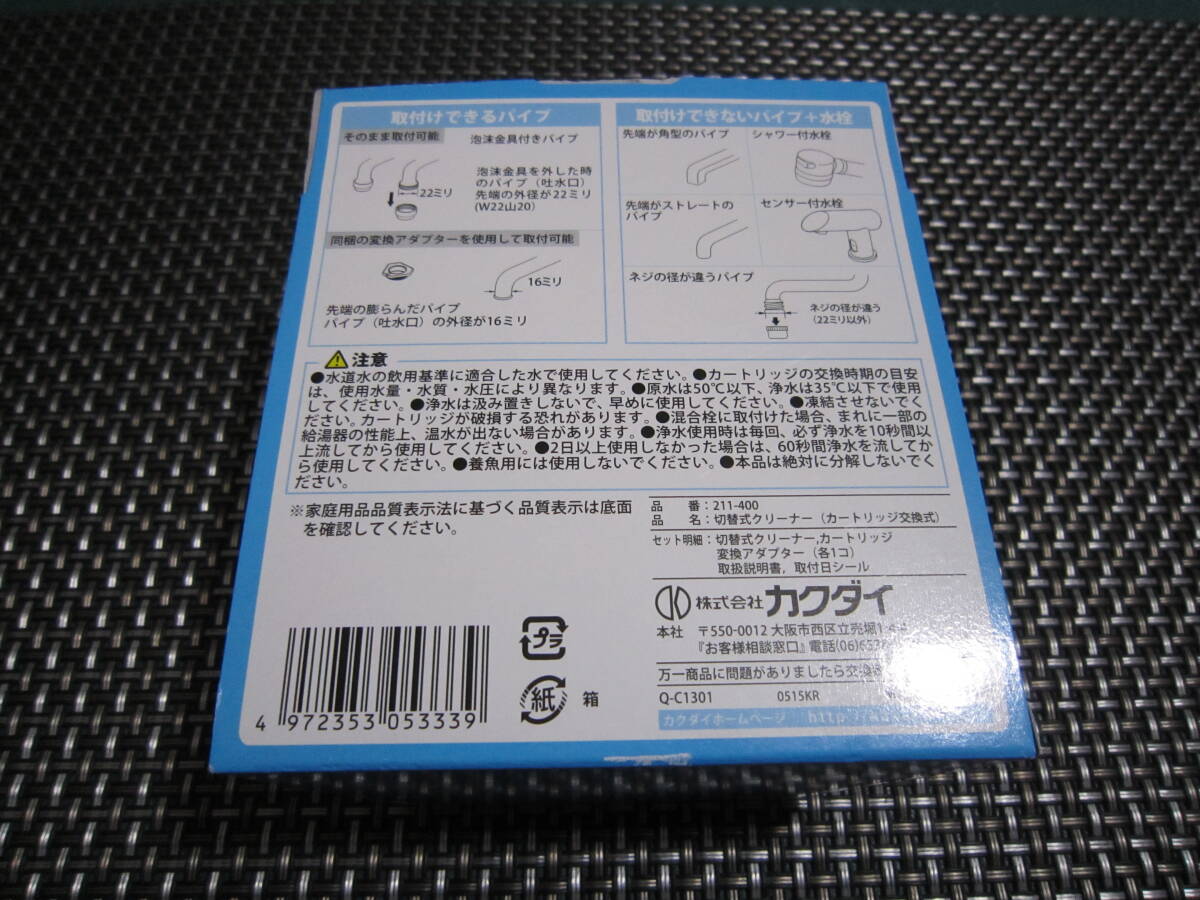 取付けできるパイプ
そのまま取付可能
泡沫金具付きパイプ
22ミリ
泡沫金具を外した時
のパイプ（吐水口）
先端の外径が22ミリ
(W22山20)
同梱の変換アダプターを使用して取付可能
16ミリ
先端の膨らんだパイプ
パイプ（吐水口）の外径が16ミリ
取付けできないパイプ＋水栓
先端が角型のパイプ
シャワー付水栓
先端がストレートの
パイプ
センサー付水栓
ネジの径が違うパイプ
ネジの径が違う
（22ミリ以外）
注意
●水道水の飲用基準に適合した水で使用してください。●カートリッジの交換時期の目安
は、使用水量・水質・水圧により異なります。●原水は50℃以下、浄水は35℃以下で使用
してください。●浄水は汲み置きしないで、早めに使用してください。●凍結させないでく
ださい。カートリッジが破損する恐れがあります。●混合栓に取付けた場合、まれに一部の
給湯器の性能上、温水が出ない場合があります。●浄水使用時は毎回、必ず浄水を10秒間以
上流してから使用してください。●2日以上使用しなかった場合は、60秒間浄水を流してか
ら使用してください。●養魚用には使用しないでください。●本品は絶対に分解しないでく
ださい。
※家庭用品品質表示法に基づく品質表示は底面
を確認してください。
品　番：211-400
品　名：切替式クリーナー（カートリッジ交換式）
セット明細：切替式クリーナー,カートリッジ
変換アダプター（各1コ）
取扱説明書，取付日シール
株式会社カクダイ
本社　〒550-0012 大阪市西区立売堀1-4-4
『お客様相談窓口』電話(06)653
万一商品に問題がありましたら交換
Q-C1301　0515KR
カクダイホームページ　http://
プラ
紙
箱
4 972353 053339